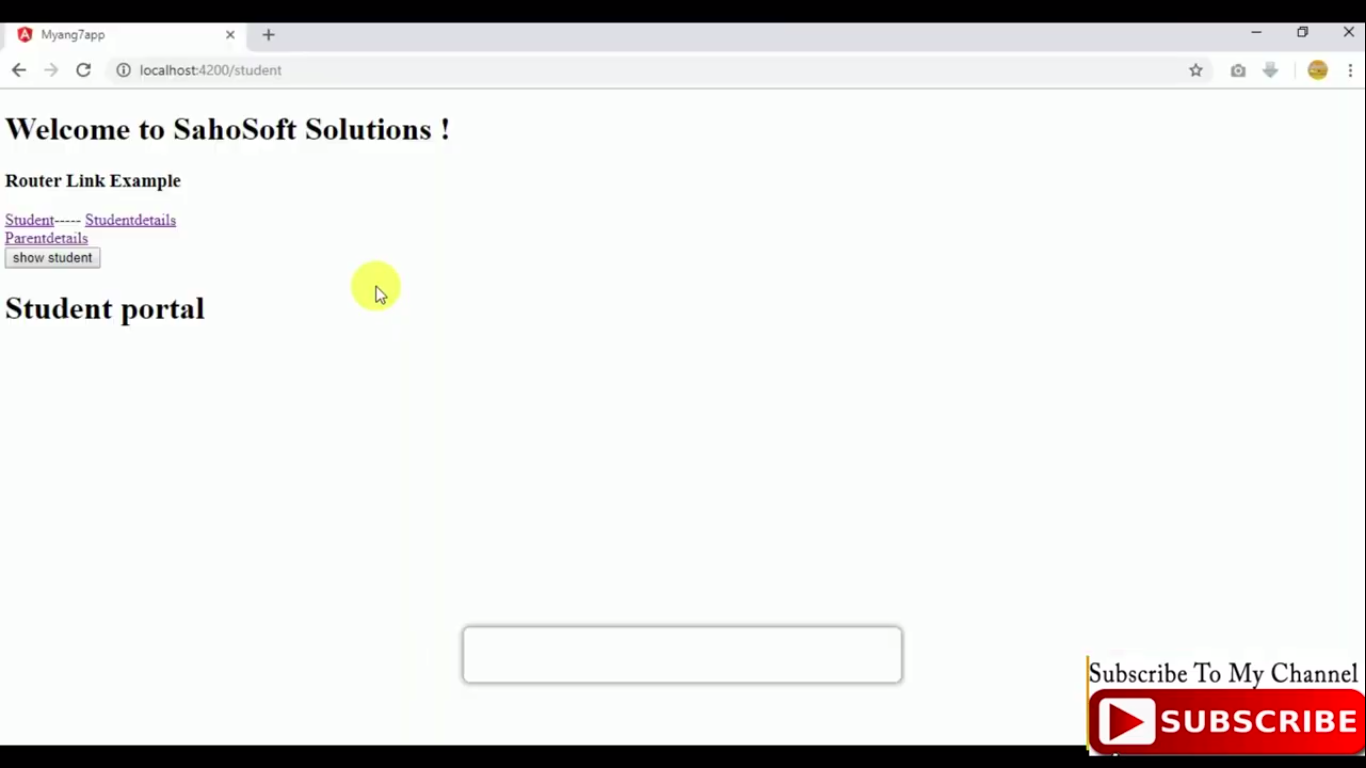 Myang7app
localhost:4200/student
Welcome to SahoSoft Solutions !
Router Link Example
Student----- Studentdetails
Parentdetails
show student
Student portal
Subscribe To My Channel
SUBSCRIBE